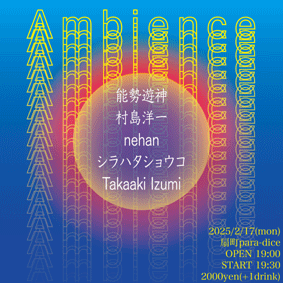 Ambience
能勢遊神
村島洋一
nehan
シラハタショウコ
Takaaki Izumi
2025/2/17(mon)
扇町para-dice
OPEN 19:00
START 19:30
2000yen(+1drink)